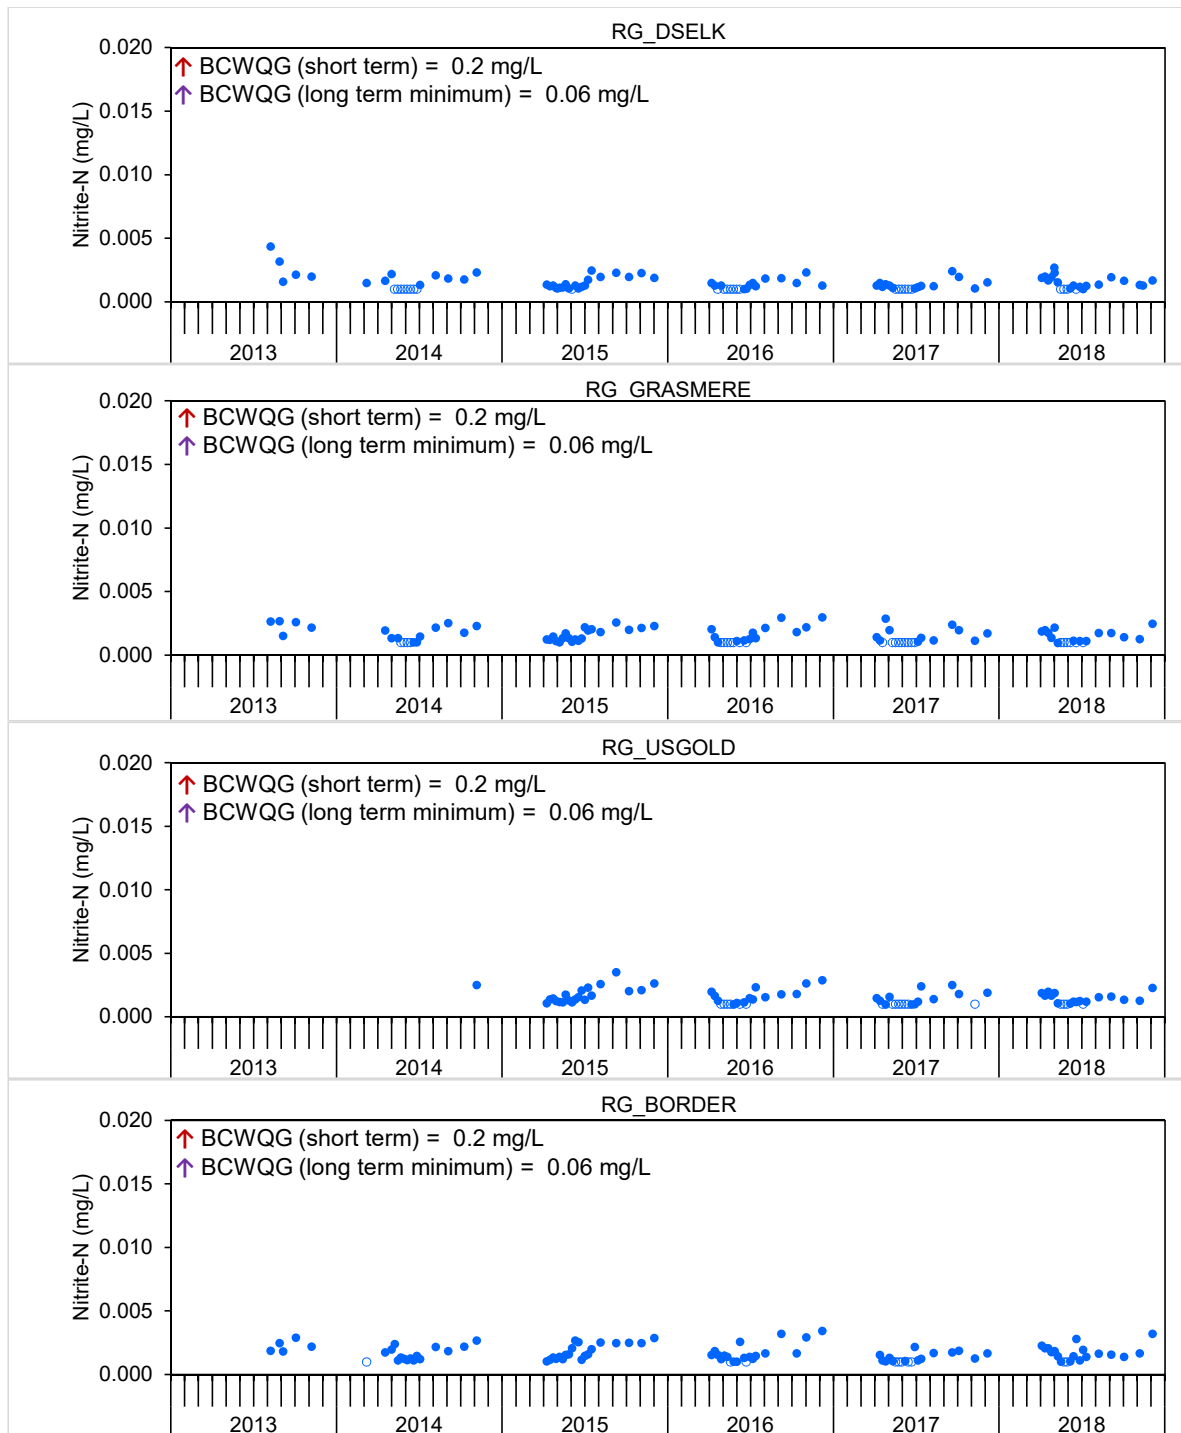 RG_DSELK
0.020
↑ BCWQG (short term) = 0.2 mg/L
↑ BCWQG (long term minimum) = 0.06 mg/L
0.015
0.010
0.005
0.000
Nitrite-N (mg/L)
2013 2014 2015 2016 2017 2018
RG_GRASMERE
0.020
↑ BCWQG (short term) = 0.2 mg/L
↑ BCWQG (long term minimum) = 0.06 mg/L
0.015
0.010
0.005
0.000
Nitrite-N (mg/L)
2013 2014 2015 2016 2017 2018
RG_USGOLD
0.020
↑ BCWQG (short term) = 0.2 mg/L
↑ BCWQG (long term minimum) = 0.06 mg/L
0.015
0.010
0.005
0.000
Nitrite-N (mg/L)
2013 2014 2015 2016 2017 2018
RG_BORDER
0.020
↑ BCWQG (short term) = 0.2 mg/L
↑ BCWQG (long term minimum) = 0.06 mg/L
0.015
0.010
0.005
0.000
Nitrite-N (mg/L)
2013 2014 2015 2016 2017 2018